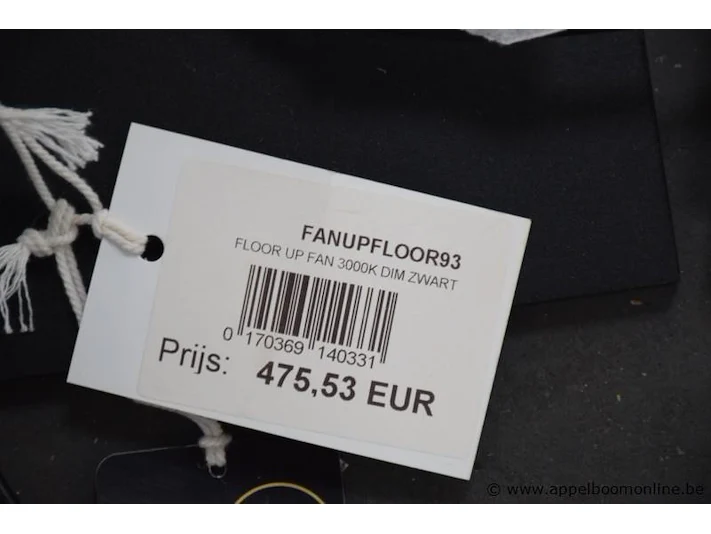 FANUPFLOOR93
FLOOR UP FAN 3000K DIM ZWART
0 170369 140331
Prijs: 475,53 EUR
© www.appelboomonline.be